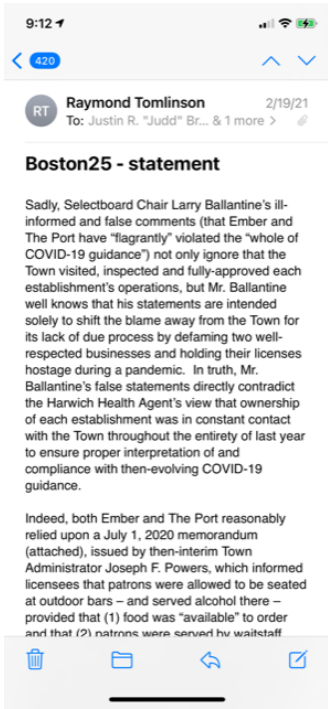 9:12
420
RT
Raymond Tomlinson
2/19/21
To: Justin R. "Judd" Br... & 1 more >
Boston25 - statement
Sadly, Selectboard Chair Larry Ballantine's ill-
informed and false comments (that Ember and
The Port have “flagrantly” violated the “whole of
COVID-19 guidance”) not only ignore that the
Town visited, inspected and fully-approved each
establishment's operations, but Mr. Ballantine
well knows that his statements are intended
solely to shift the blame away from the Town for
its lack of due process by defaming two well-
respected businesses and holding their licenses
hostage during a pandemic.  In truth, Mr.
Ballantine's false statements directly contradict
the Harwich Health Agent's view that ownership
of each establishment was in constant contact
with the Town throughout the entirety of last year
to ensure proper interpretation of and
compliance with then-evolving COVID-19
guidance.
Indeed, both Ember and The Port reasonably
relied upon a July 1, 2020 memorandum
(attached), issued by then-interim Town
Administrator Joseph F. Powers, which informed
licensees that patrons were allowed to be seated
at outdoor bars – and served alcohol there –
provided that (1) food was “available” to order
and that (2) patrons were served by waitstaff